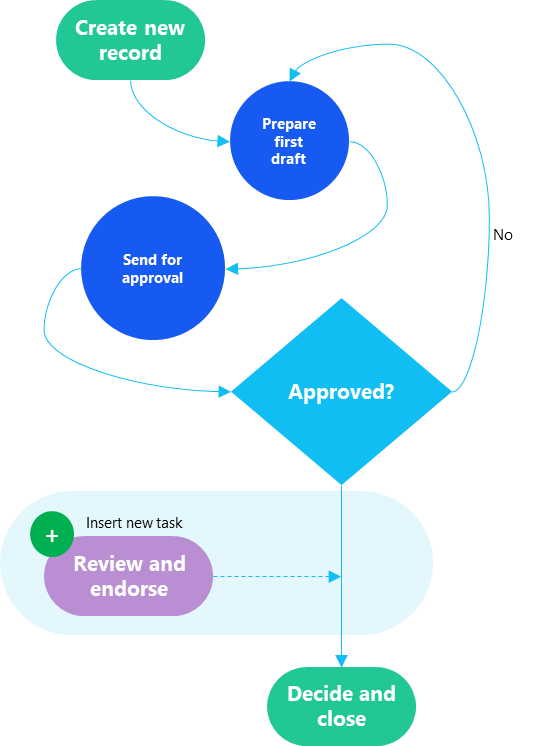 Create new
record
Prepare
first
draft
No
Send for
approval
Approved?
Insert new task
+
Review and
endorse
Decide and
close